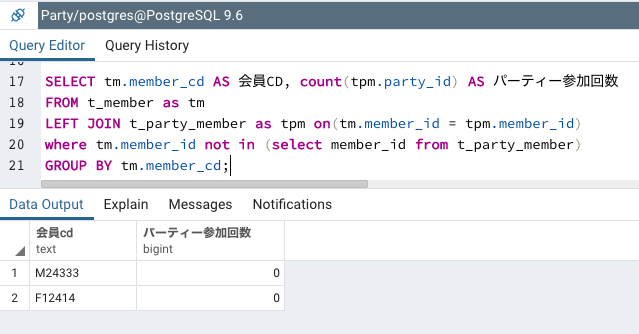 Party/postgres@PostgreSQL 9.6
Query Editor Query History
17 SELECT tm.member_cd AS 会員CD, count(tpm.party_id) AS パーティー参加回数
18 FROM t_member as tm
19 LEFT JOIN t_party_member as tpm on(tm.member_id = tpm.member_id)
20 where tm.member_id not in (select member_id from t_party_member)
21 GROUP BY tm.member_cd;
Data Output Explain Messages Notifications
会員cd パーティー参加回数
text bigint
1 M24333 0
2 F12414 0